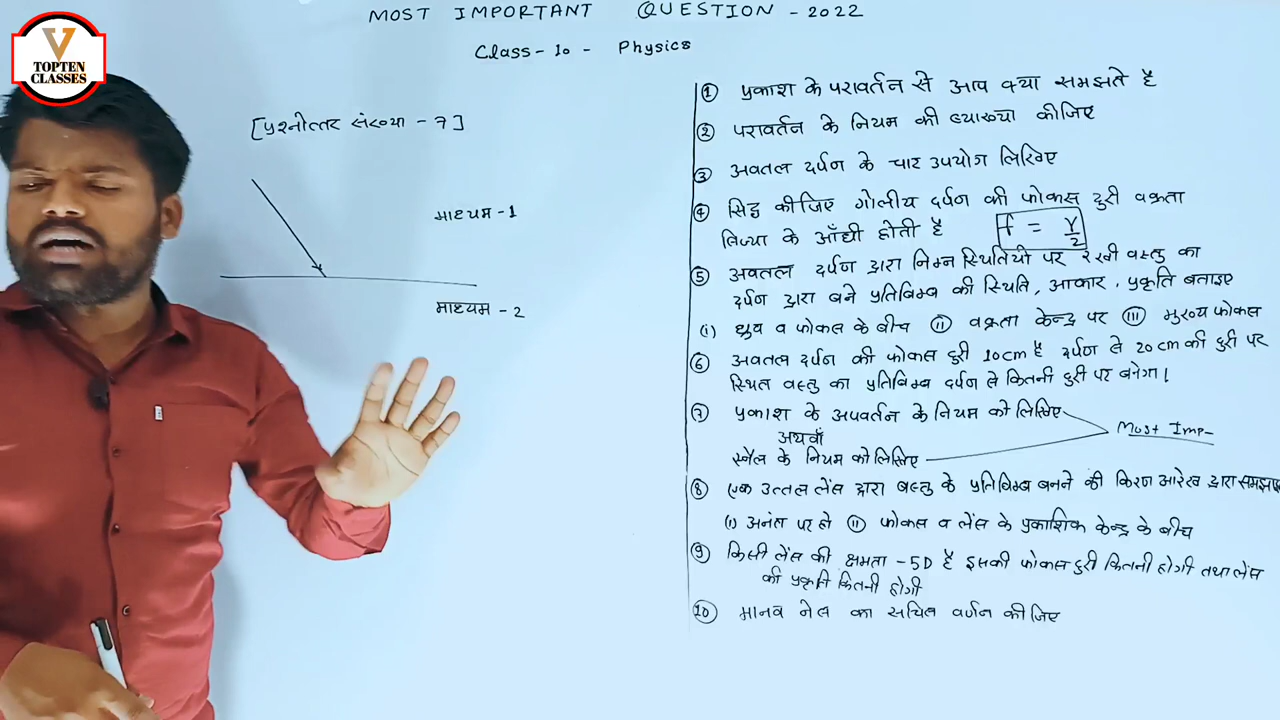 MOST IMPORTANT QUESTION - 2022
Class - 10 - Physics
V
TOPTEN
CLASSES
[प्रश्नोत्तर संख्या - 7]
माध्यम - 1
माध्यम - 2
① प्रकाश के परावर्तन से आप क्या समझते है
② परावर्तन के नियम की व्याख्या कीजिए
③ अवतल दर्पण के चार उपयोग लिखिए
④ सिद्ध कीजिए गोलीय दर्पण की फोकस दुरी वक्रता
त्रिज्या के आँधी होती है f = r/2
⑤ अवतल दर्पण द्वारा निम्न स्थितियो पर रखी वस्तु का
दर्पण द्वारा बने प्रतिबिम्ब की स्थिति, आकार, प्रकृति बताइए
(i) ध्रुव व फोकस के बीच (ii) वक्रता केन्द्र पर (iii) मुख्य फोकस
⑥ अवतल दर्पण की फोकस दुरी 10cm है दर्पण से 20cm की दुरी पर
स्थित वस्तु का प्रतिबिम्ब दर्पण से कितनी दुरी पर बनेगा।
⑦ प्रकाश के अपवर्तन के नियम को लिखिए
अथवाँ
Most Imp-
स्नैल के नियम को लिखिए
⑧ एक उत्तल लेंस द्वारा वस्तु के प्रतिबिम्ब बनने की किरण आरेख द्वारा समझाए
(i) अनंत पर हो (ii) फोकस व लेंस के प्रकाशिक केन्द्र के बीच
⑨ किसी लेंस की क्षमता -5D है इसकी फोकस दुरी कितनी होगी तथा लेंस
की प्रकृति कितनी होगी
⑩ मानव नेत्र का सचित्र वर्णन कीजिए